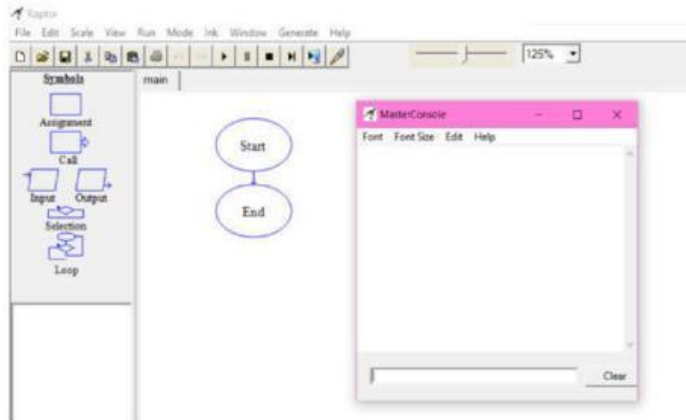 Raptor
File Edit Scale View Run Mode Ink Window Generate Help
125%
Symbols
main
Assignment
Call
Input Output
Selection
Loop
Start
End
MasterConsole
Font Font Size Edit Help
Clear